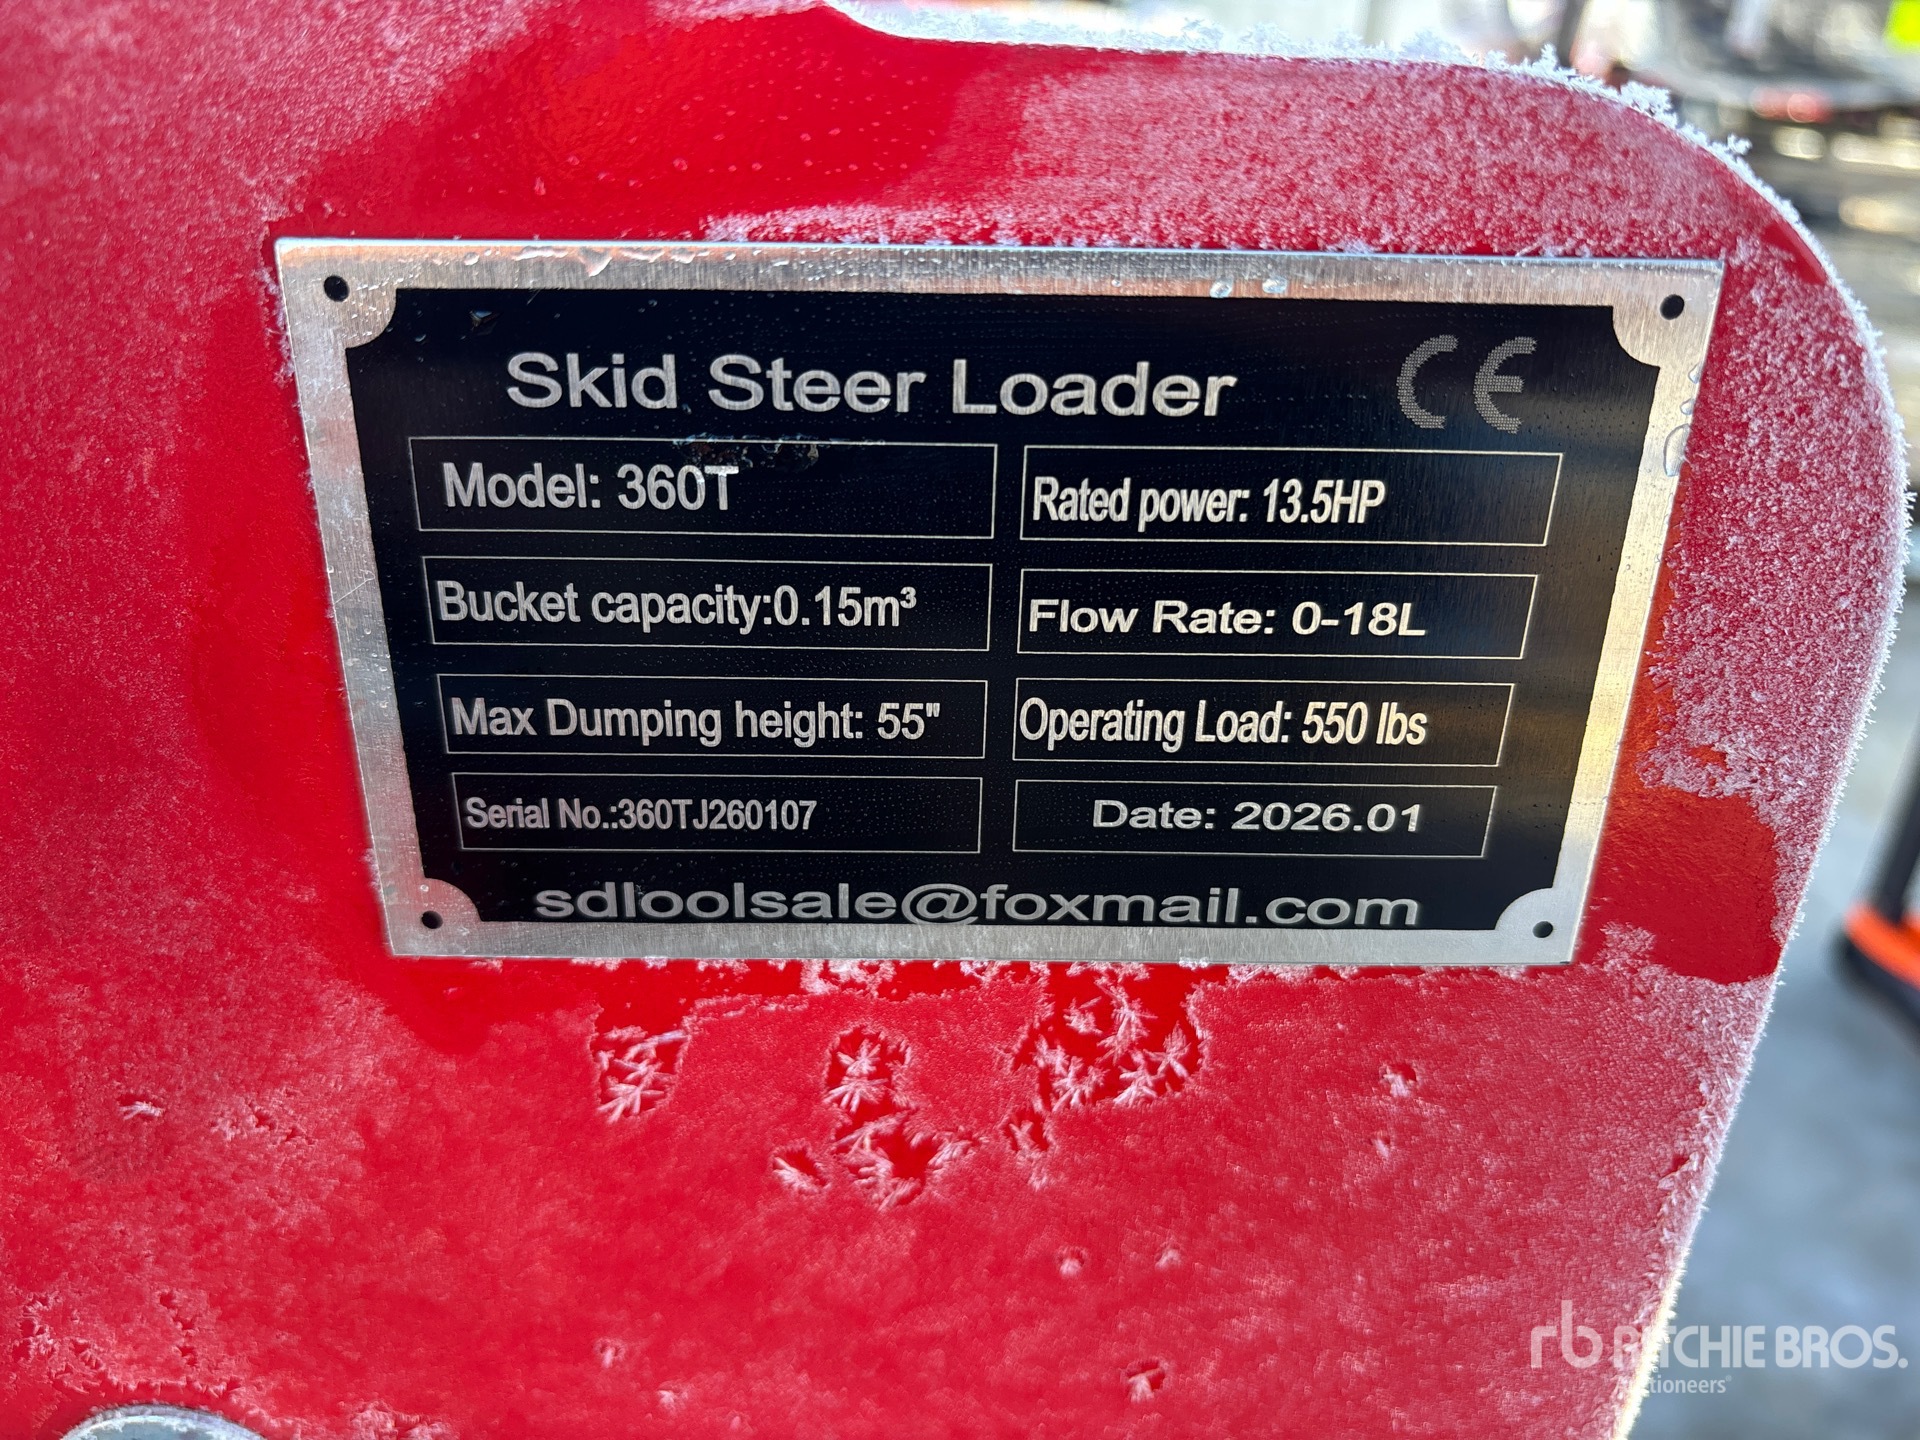 Skid Steer Loader CE
Model: 360T
Rated power: 13.5HP
Bucket capacity:0.15m³
Flow Rate: 0-18L
Max Dumping height: 55"
Operating Load: 550 lbs
Serial No.:360TJ260107
Date: 2026.01
sdloolsale@foxmail.com
rb RITCHIE BROS.
Auctioneers